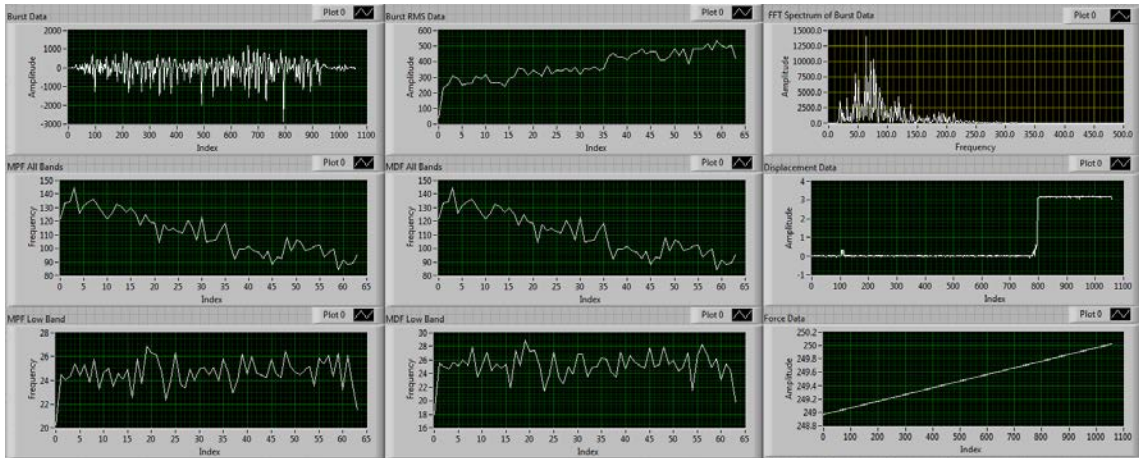 Burst Data Plot 0
2000
1000
0
-1000
-2000
-3000
Amplitude
0 100 200 300 400 500 600 700 800 900 1000 1100
Index
Burst RMS Data Plot 0
600
500
400
300
200
100
0
Amplitude
0 5 10 15 20 25 30 35 40 45 50 55 60 65
Index
FFT Spectrum of Burst Data Plot 0
15000.0
12500.0
10000.0
7500.0
5000.0
2500.0
0.0
Amplitude
0.0 50.0 100.0 150.0 200.0 250.0 300.0 350.0 400.0 450.0 500.0
Frequency
MPF All Bands Plot 0
150
140
130
120
110
100
90
80
Frequency
0 5 10 15 20 25 30 35 40 45 50 55 60 65
Index
MDF All Bands Plot 0
150
140
130
120
110
100
90
80
Frequency
0 5 10 15 20 25 30 35 40 45 50 55 60 65
Index
Displacement Data Plot 0
4
3
2
1
0
-1
Amplitude
0 100 200 300 400 500 600 700 800 900 1000 1100
Index
MPF Low Band Plot 0
28
26
24
22
20
Frequency
0 5 10 15 20 25 30 35 40 45 50 55 60 65
Index
MDF Low Band Plot 0
30
28
26
24
22
20
18
16
Frequency
0 5 10 15 20 25 30 35 40 45 50 55 60 65
Index
Force Data Plot 0
250.2
250
249.8
249.6
249.4
249.2
249
248.8
Amplitude
0 100 200 300 400 500 600 700 800 900 1000 1100
Index